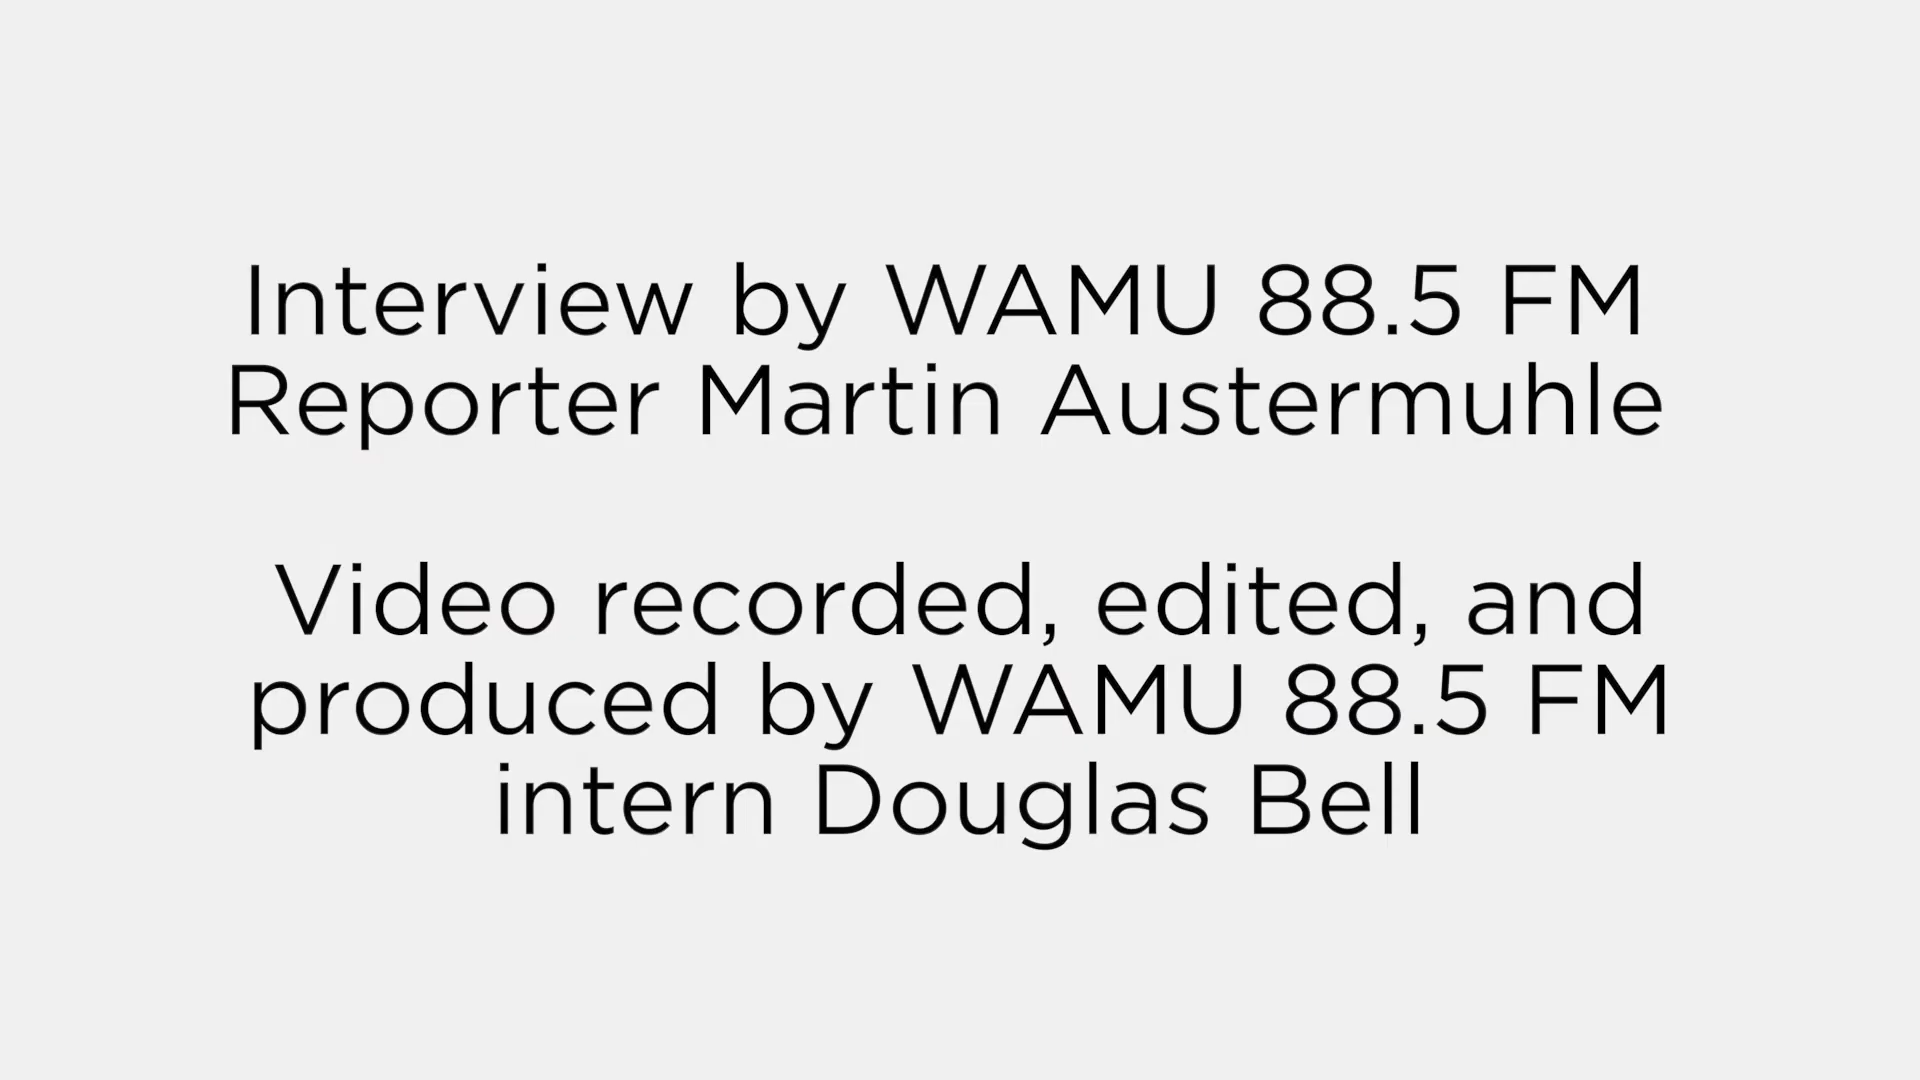 Interview by WAMU 88.5 FM
Reporter Martin Austermuhle
Video recorded, edited, and
produced by WAMU 88.5 FM
intern Douglas Bell